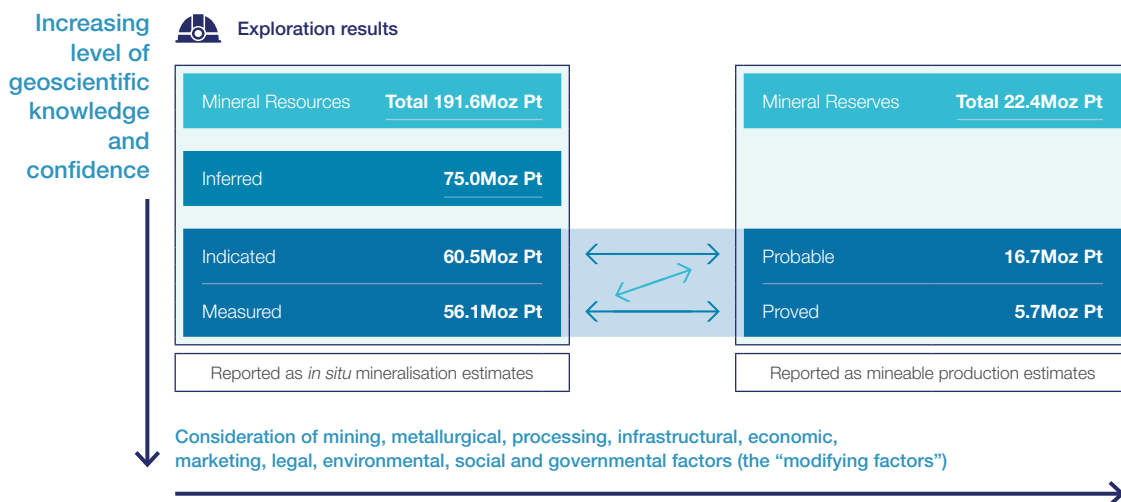 Increasing
level of
geoscientific
knowledge
and
confidence
Exploration results
Mineral Resources Total 191.6Moz Pt
Inferred 75.0Moz Pt
Indicated 60.5Moz Pt
Measured 56.1Moz Pt
Reported as in situ mineralisation estimates
Mineral Reserves Total 22.4Moz Pt
Probable 16.7Moz Pt
Proved 5.7Moz Pt
Reported as mineable production estimates
Consideration of mining, metallurgical, processing, infrastructural, economic,
marketing, legal, environmental, social and governmental factors (the “modifying factors”)